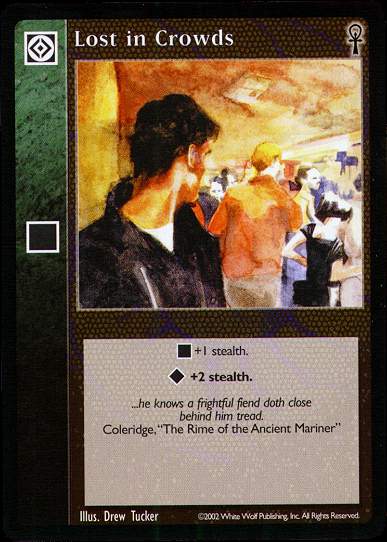 Lost in Crowds
+1 stealth.
+2 stealth.
...he knows a frightful fiend doth close
behind him tread.
Coleridge, “The Rime of the Ancient Mariner”
Illus. Drew Tucker
©2002 White Wolf Publishing, Inc. All Rights Reserved.